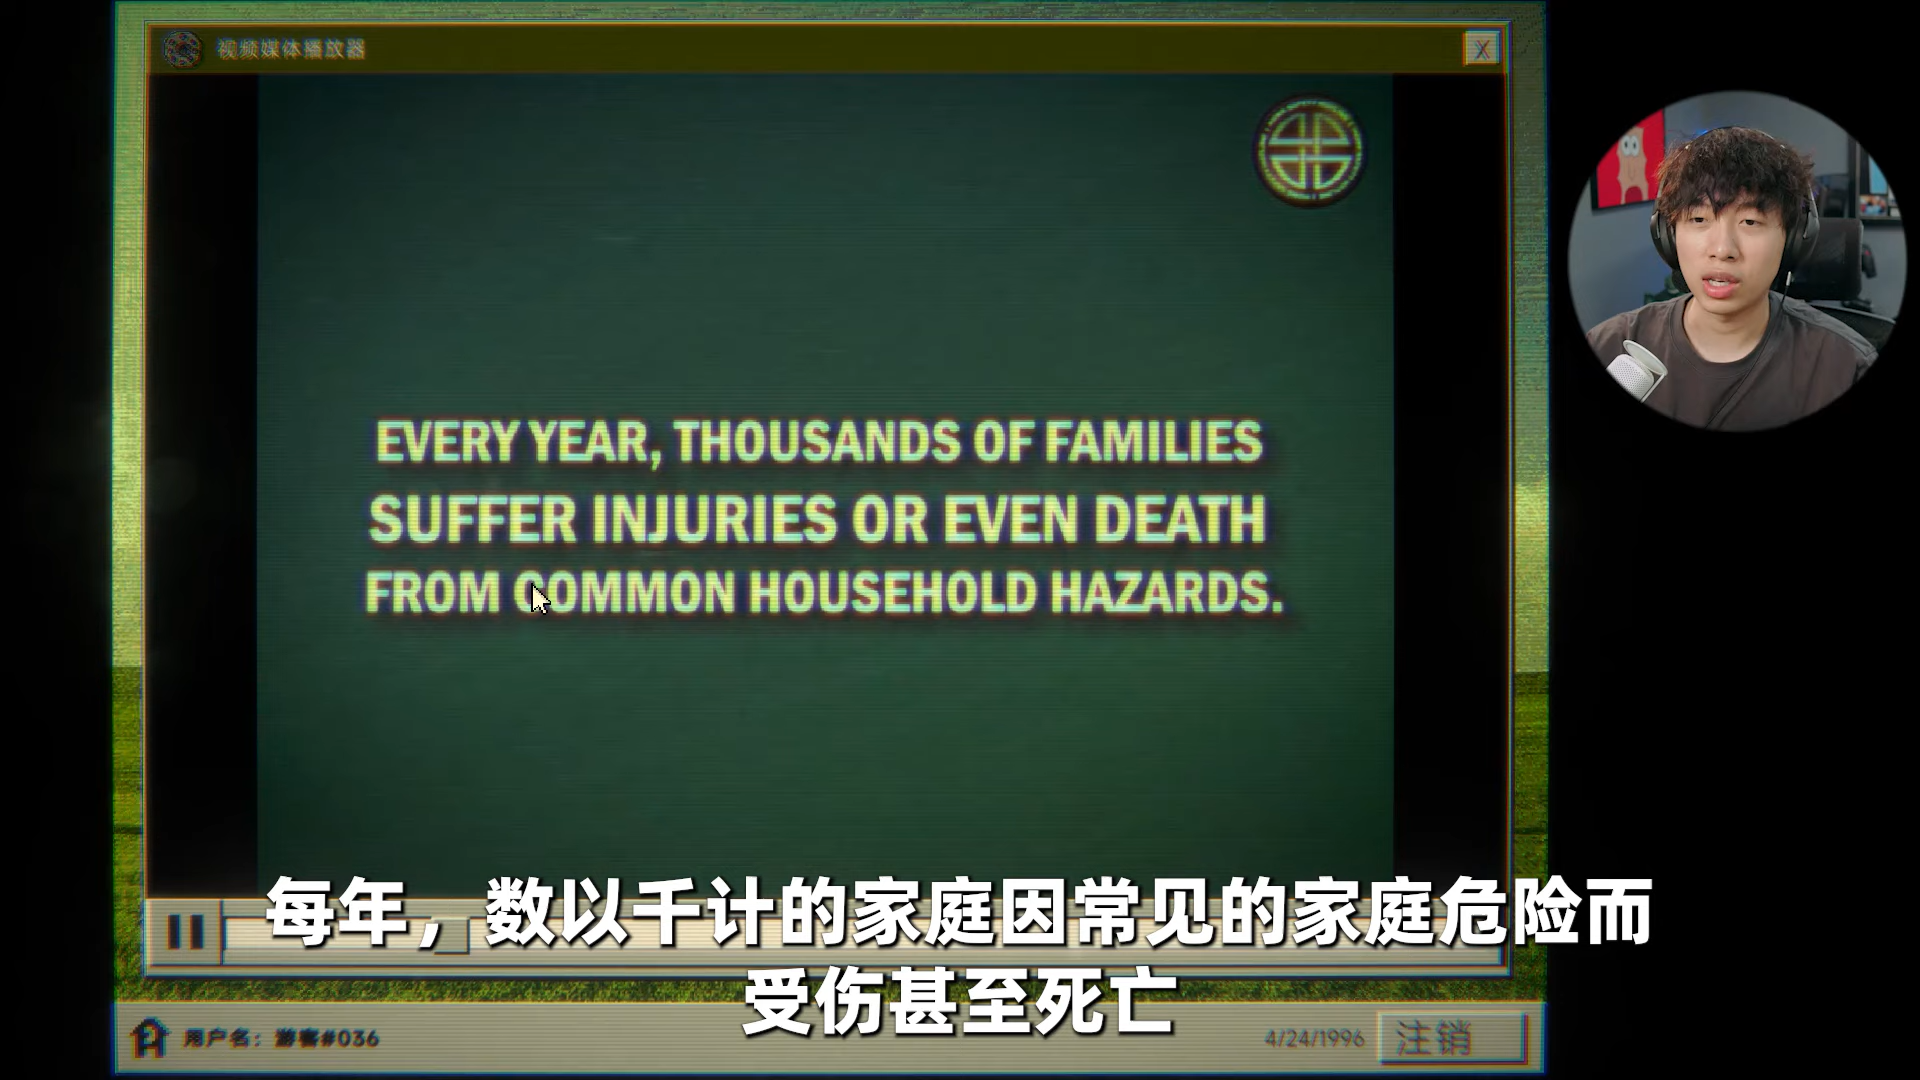 视频媒体播放器
X
EVERY YEAR, THOUSANDS OF FAMILIES
SUFFER INJURIES OR EVEN DEATH
FROM COMMON HOUSEHOLD HAZARDS.
每年，数以千计的家庭因常见的家庭危险而
受伤甚至死亡
用户名：游客#036
4/24/1996
注销